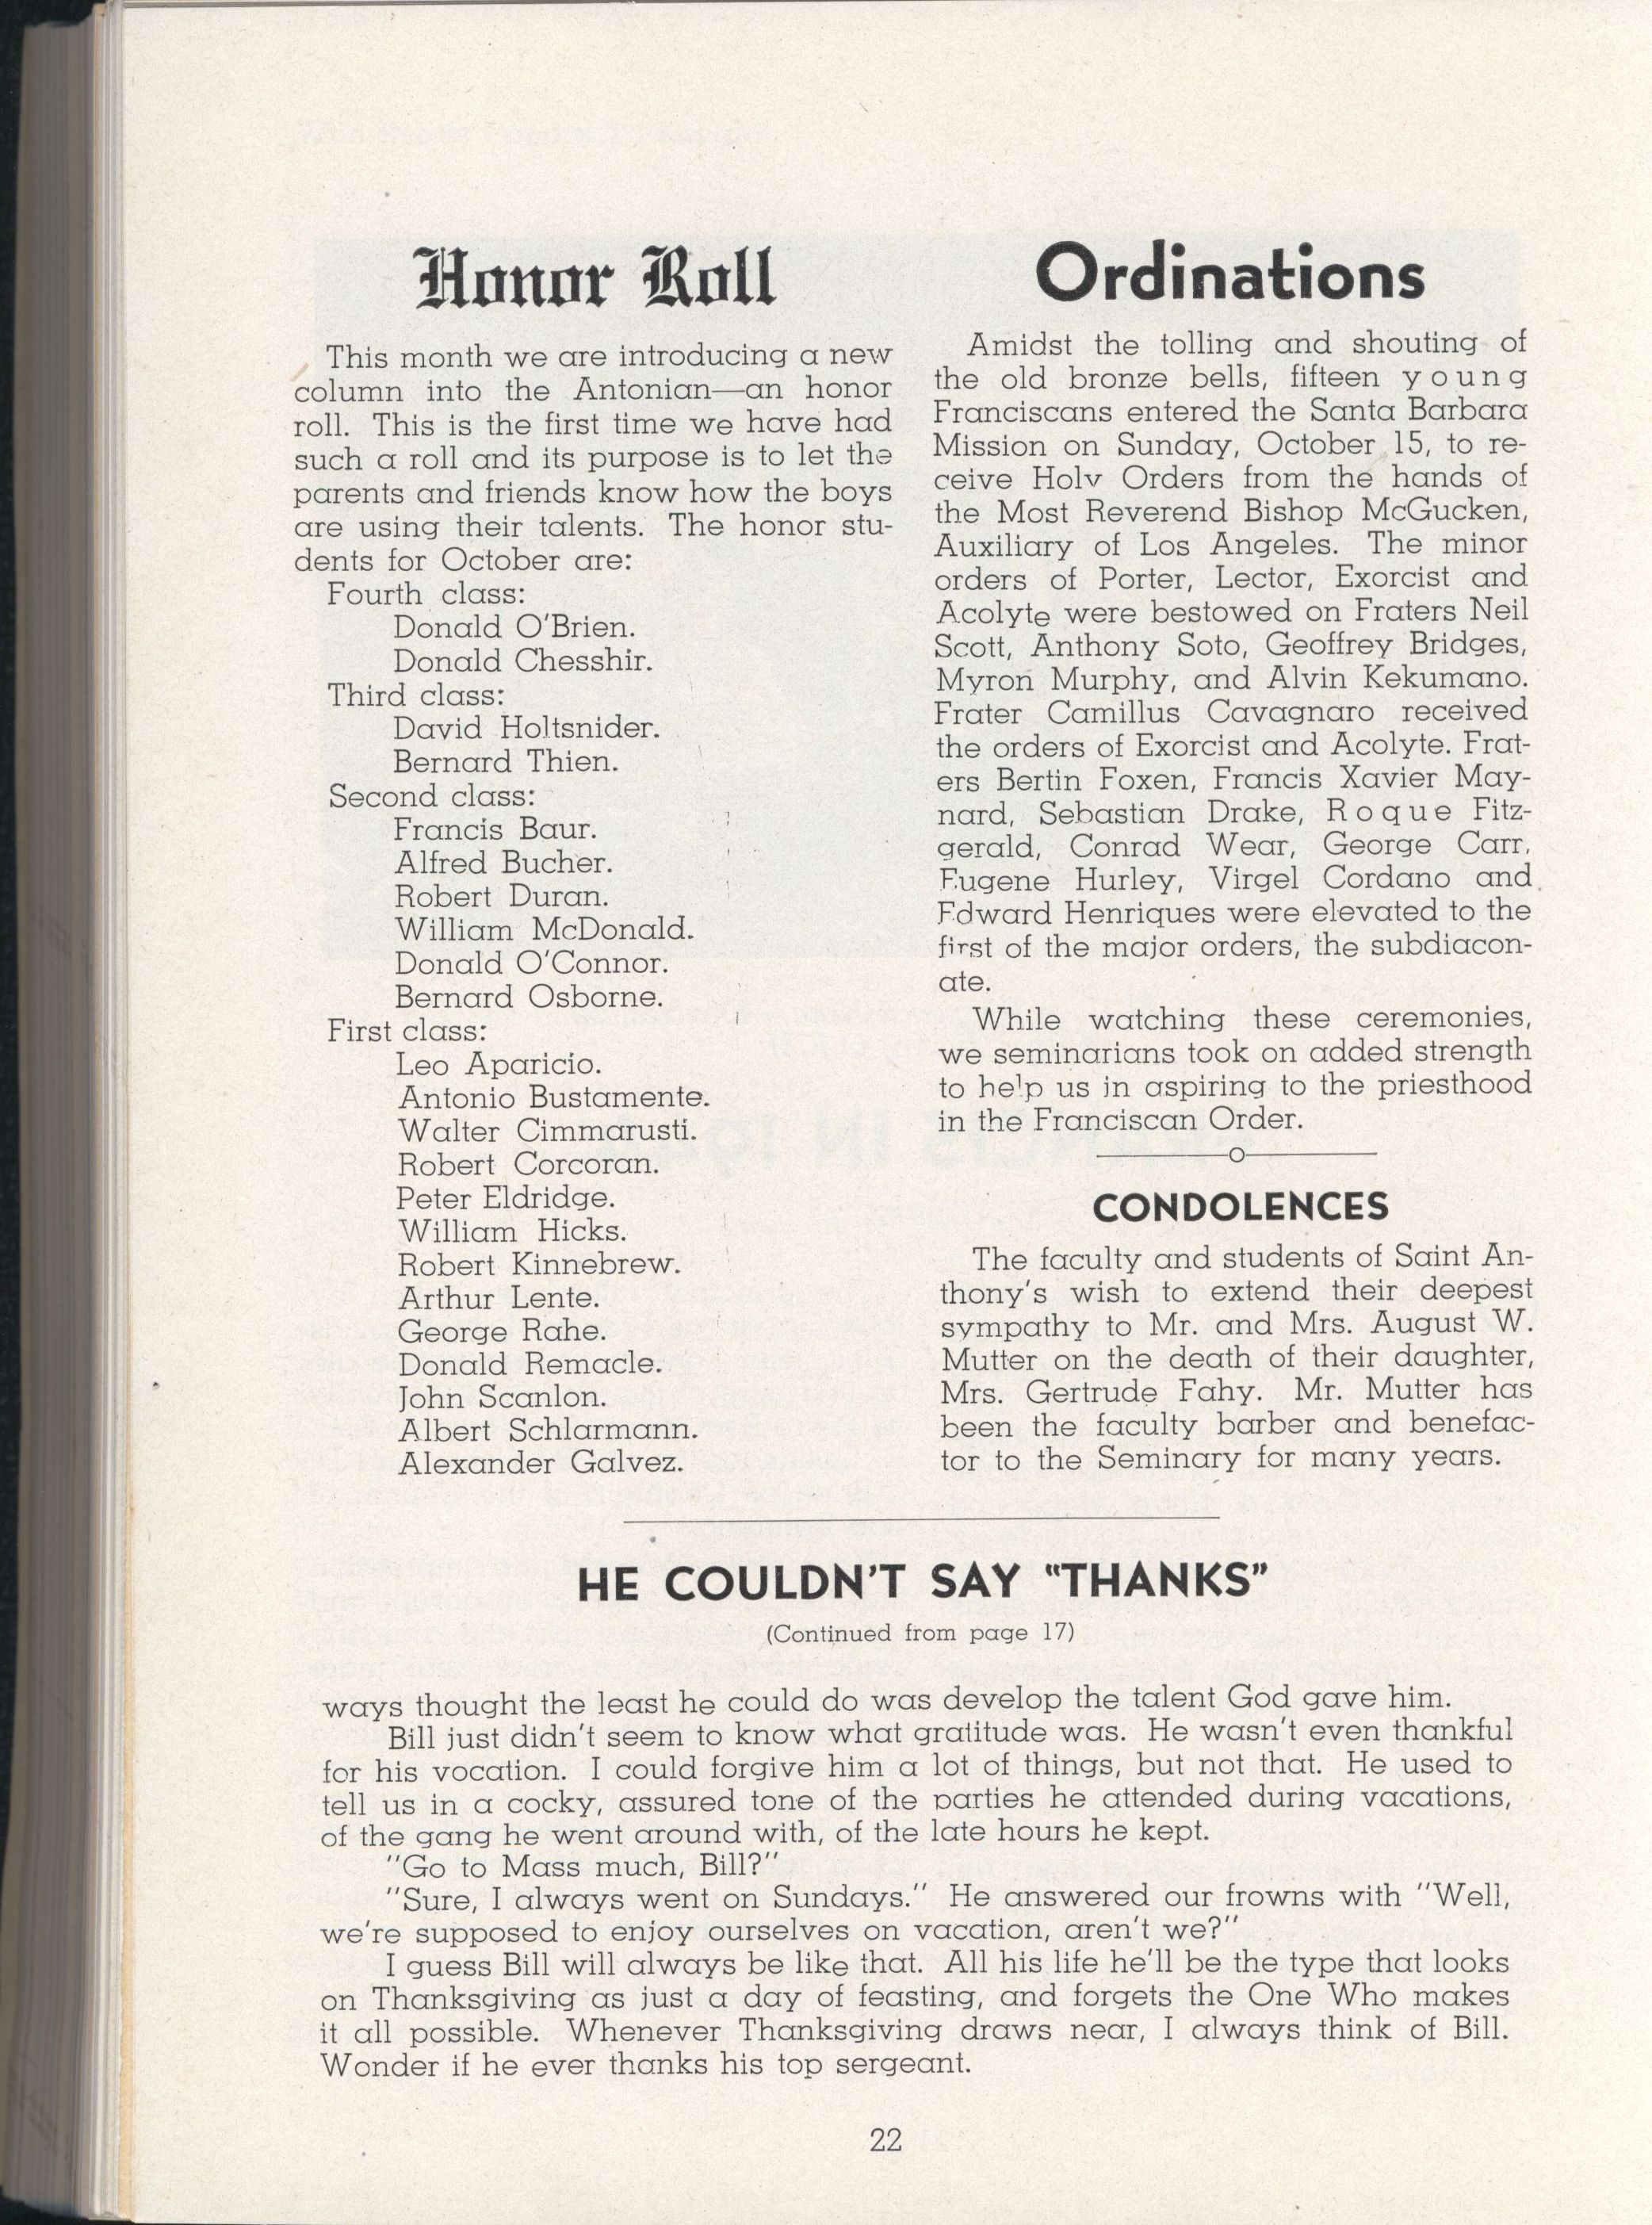 Honor Roll
This month we are introducing a new
column into the Antonian—an honor
roll. This is the first time we have had
such a roll and its purpose is to let the
parents and friends know how the boys
are using their talents. The honor stu-
dents for October are:
Fourth class:
Donald O'Brien.
Donald Chesshir.
Third class:
David Holtsnider.
Bernard Thien.
Second class:
Francis Baur.
Alfred Bucher.
Robert Duran.
William McDonald.
Donald O'Connor.
Bernard Osborne.
First class:
Leo Aparicio.
Antonio Bustamente.
Walter Cimmarusti.
Robert Corcoran.
Peter Eldridge.
William Hicks.
Robert Kinnebrew.
Arthur Lente.
George Rahe.
Donald Remacle.
John Scanlon.
Albert Schlarmann.
Alexander Galvez.
Ordinations
Amidst the tolling and shouting of
the old bronze bells, fifteen young
Franciscans entered the Santa Barbara
Mission on Sunday, October 15, to re-
ceive Holy Orders from the hands of
the Most Reverend Bishop McGucken,
Auxiliary of Los Angeles. The minor
orders of Porter, Lector, Exorcist and
Acolyte were bestowed on Fraters Neil
Scott, Anthony Soto, Geoffrey Bridges,
Myron Murphy, and Alvin Kekumano.
Frater Camillus Cavagnaro received
the orders of Exorcist and Acolyte. Frat-
ers Bertin Foxen, Francis Xavier May-
nard, Sebastian Drake, Roque Fitz-
gerald, Conrad Wear, George Carr,
Eugene Hurley, Virgel Cordano and
Edward Henriques were elevated to the
first of the major orders, the subdiacon-
ate.
While watching these ceremonies,
we seminarians took on added strength
to help us in aspiring to the priesthood
in the Franciscan Order.
CONDOLENCES
The faculty and students of Saint An-
thony's wish to extend their deepest
sympathy to Mr. and Mrs. August W.
Mutter on the death of their daughter,
Mrs. Gertrude Fahy. Mr. Mutter has
been the faculty barber and benefac-
tor to the Seminary for many years.
HE COULDN'T SAY "THANKS"
(Continued from page 17)
ways thought the least he could do was develop the talent God gave him.
Bill just didn't seem to know what gratitude was. He wasn't even thankful
for his vocation. I could forgive him a lot of things, but not that. He used to
tell us in a cocky, assured tone of the parties he attended during vacations,
of the gang he went around with, of the late hours he kept.
"Go to Mass much, Bill?"
"Sure, I always went on Sundays." He answered our frowns with "Well,
we're supposed to enjoy ourselves on vacation, aren't we?"
I guess Bill will always be like that. All his life he'll be the type that looks
on Thanksgiving as just a day of feasting, and forgets the One Who makes
it all possible. Whenever Thanksgiving draws near, I always think of Bill.
Wonder if he ever thanks his top sergeant.
22